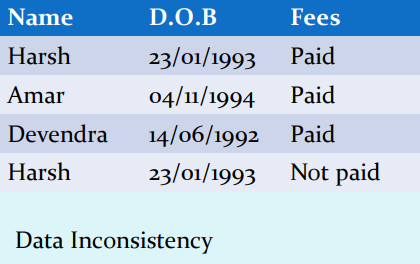 Name D.O.B Fees
Harsh 23/01/1993 Paid
Amar 04/11/1994 Paid
Devendra 14/06/1992 Paid
Harsh 23/01/1993 Not paid
Data Inconsistency